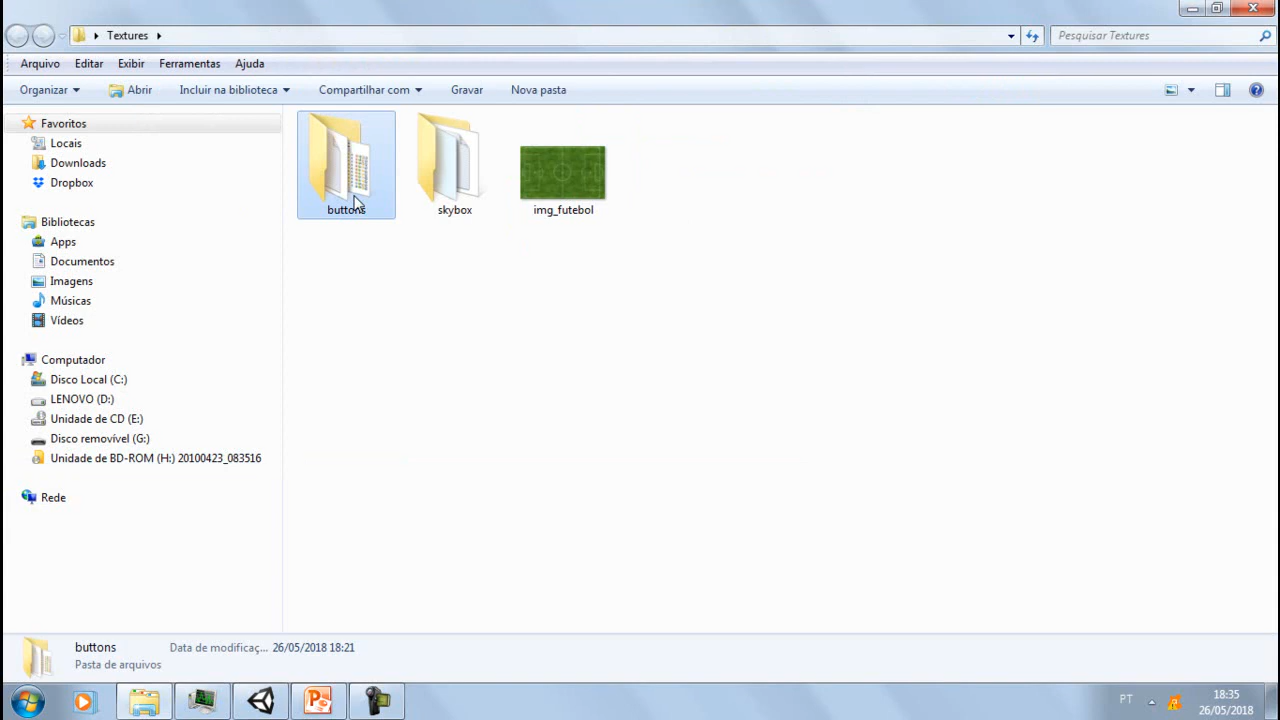 Textures
Pesquisar Textures
Arquivo Editar Exibir Ferramentas Ajuda
Organizar Abrir Incluir na biblioteca Compartilhar com Gravar Nova pasta
Favoritos
Locais
Downloads
Dropbox
Bibliotecas
Apps
Documentos
Imagens
Músicas
Vídeos
Computador
Disco Local (C:)
LENOVO (D:)
Unidade de CD (E:)
Disco removível (G:)
Unidade de BD-ROM (H:) 20100423_083516
Rede
buttons skybox img_futebol
buttons Data de modificaç... 26/05/2018 18:21
Pasta de arquivos
PT
18:35
26/05/2018